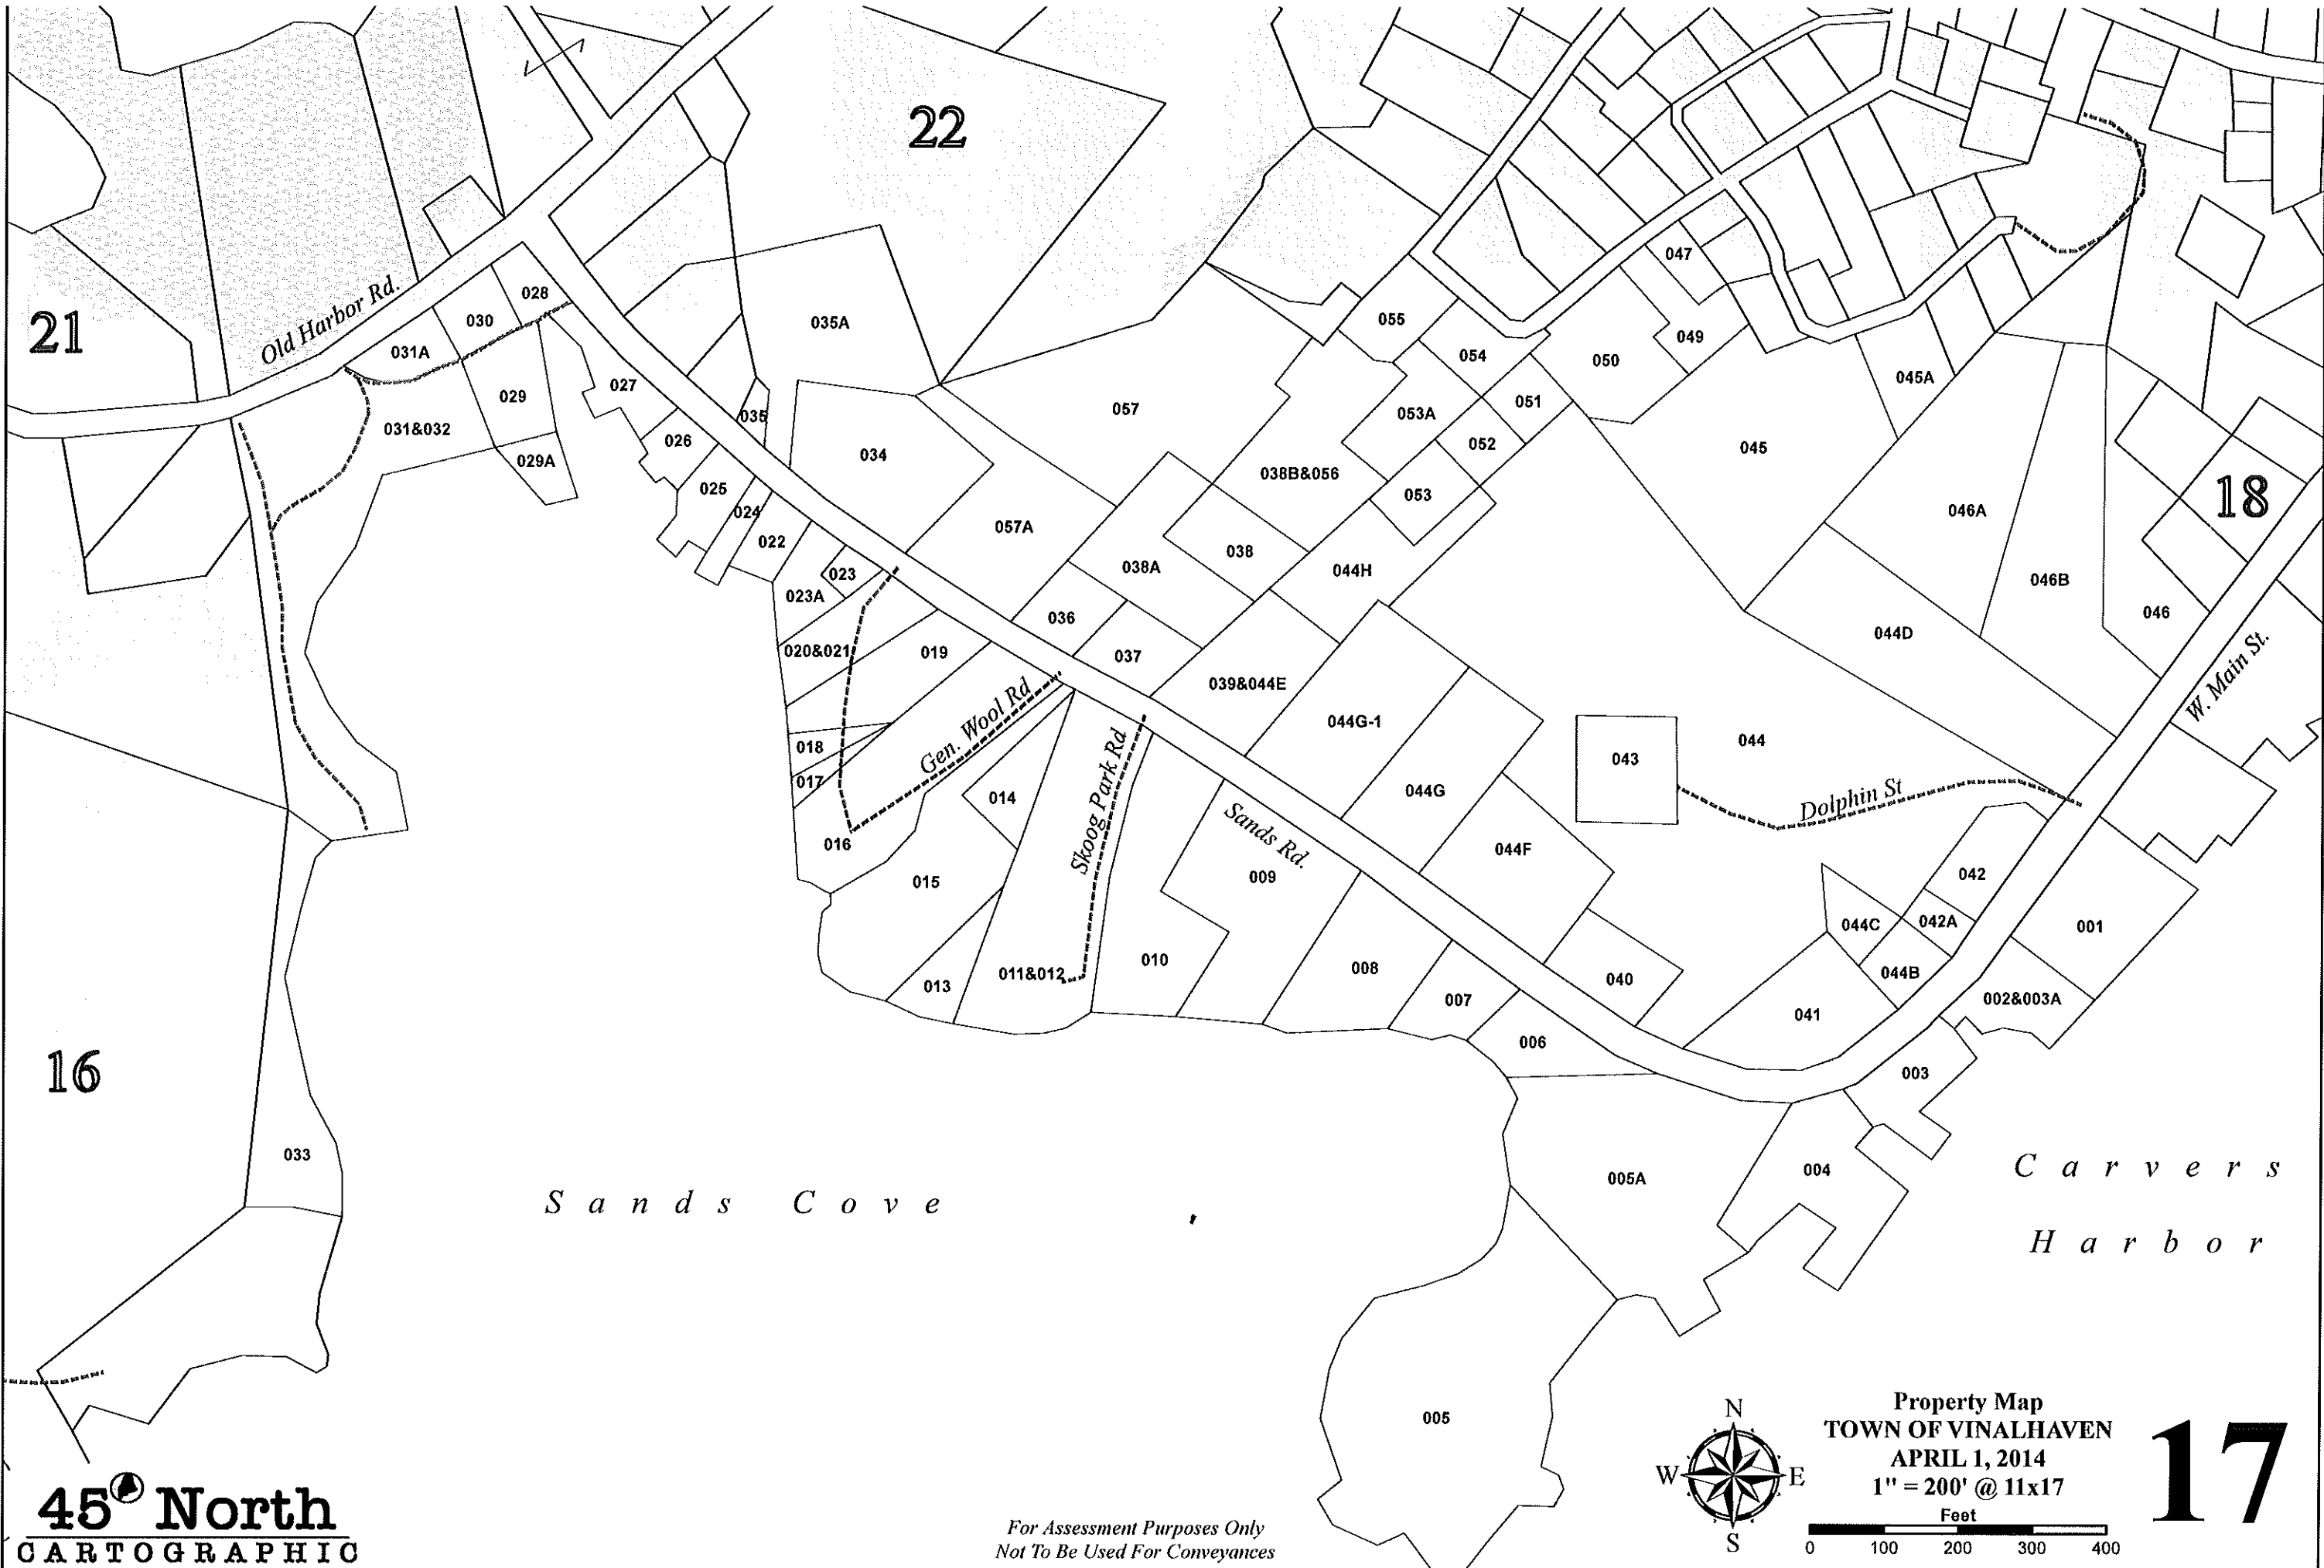 22
047
21
Old Harbor Rd.
028
030
031A
035A
055
054
050
049
045A
027
029
035
057
053A
051
031&032
026
034
052
045
029A
025
038B&056
053
046A
18
024
057A
022
038
038A
044H
046B
023
023A
036
046
044D
020&021
019
037
039&044E
W. Main St.
Gen. Wool Rd
044G-1
018
Skoog Park Rd
043
044
017
014
044G
Dolphin St
016
Sands Rd.
044F
015
009
042
044C
042A
001
013
011&012
010
008
007
040
044B
002&003A
041
006
16
003
033
Sands Cove
005A
004
Carvers
Harbor
005
N
W
E
S
Property Map
TOWN OF VINALHAVEN
APRIL 1, 2014
1" = 200' @ 11x17
Feet
0 100 200 300 400
17
45 North
CARTOGRAPHIC
For Assessment Purposes Only
Not To Be Used For Conveyances